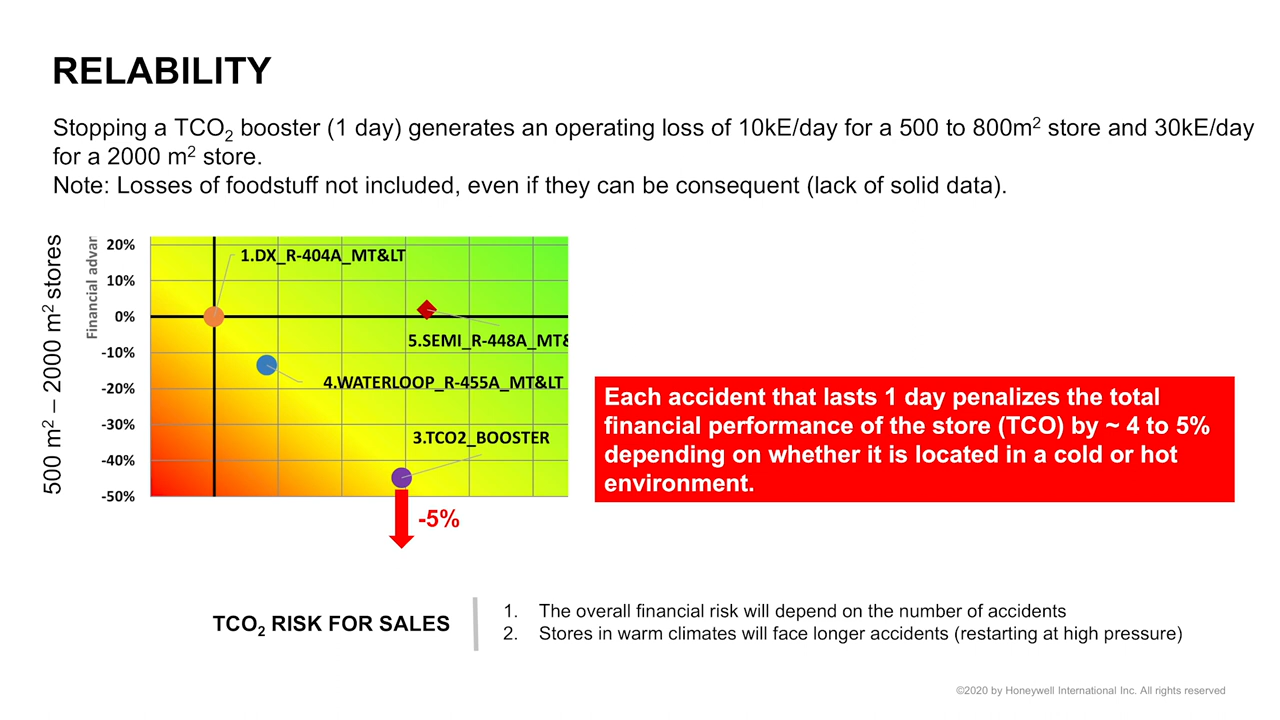 RELABILITY
Stopping a TCO2 booster (1 day) generates an operating loss of 10kE/day for a 500 to 800m² store and 30kE/day
for a 2000 m² store.
Note: Losses of foodstuff not included, even if they can be consequent (lack of solid data).
500 m² – 2000 m² stores
Financial advar
20%
10%
0%
-10%
-20%
-30%
-40%
-50%
1.DX_R-404A_MT&LT
5.SEMI_R-448A_MT&
4.WATERLOOP_R-455A_MT&LT
3.TCO2_BOOSTER
-5%
Each accident that lasts 1 day penalizes the total
financial performance of the store (TCO) by ~ 4 to 5%
depending on whether it is located in a cold or hot
environment.
TCO2 RISK FOR SALES
1. The overall financial risk will depend on the number of accidents
2. Stores in warm climates will face longer accidents (restarting at high pressure)
©2020 by Honeywell International Inc. All rights reserved